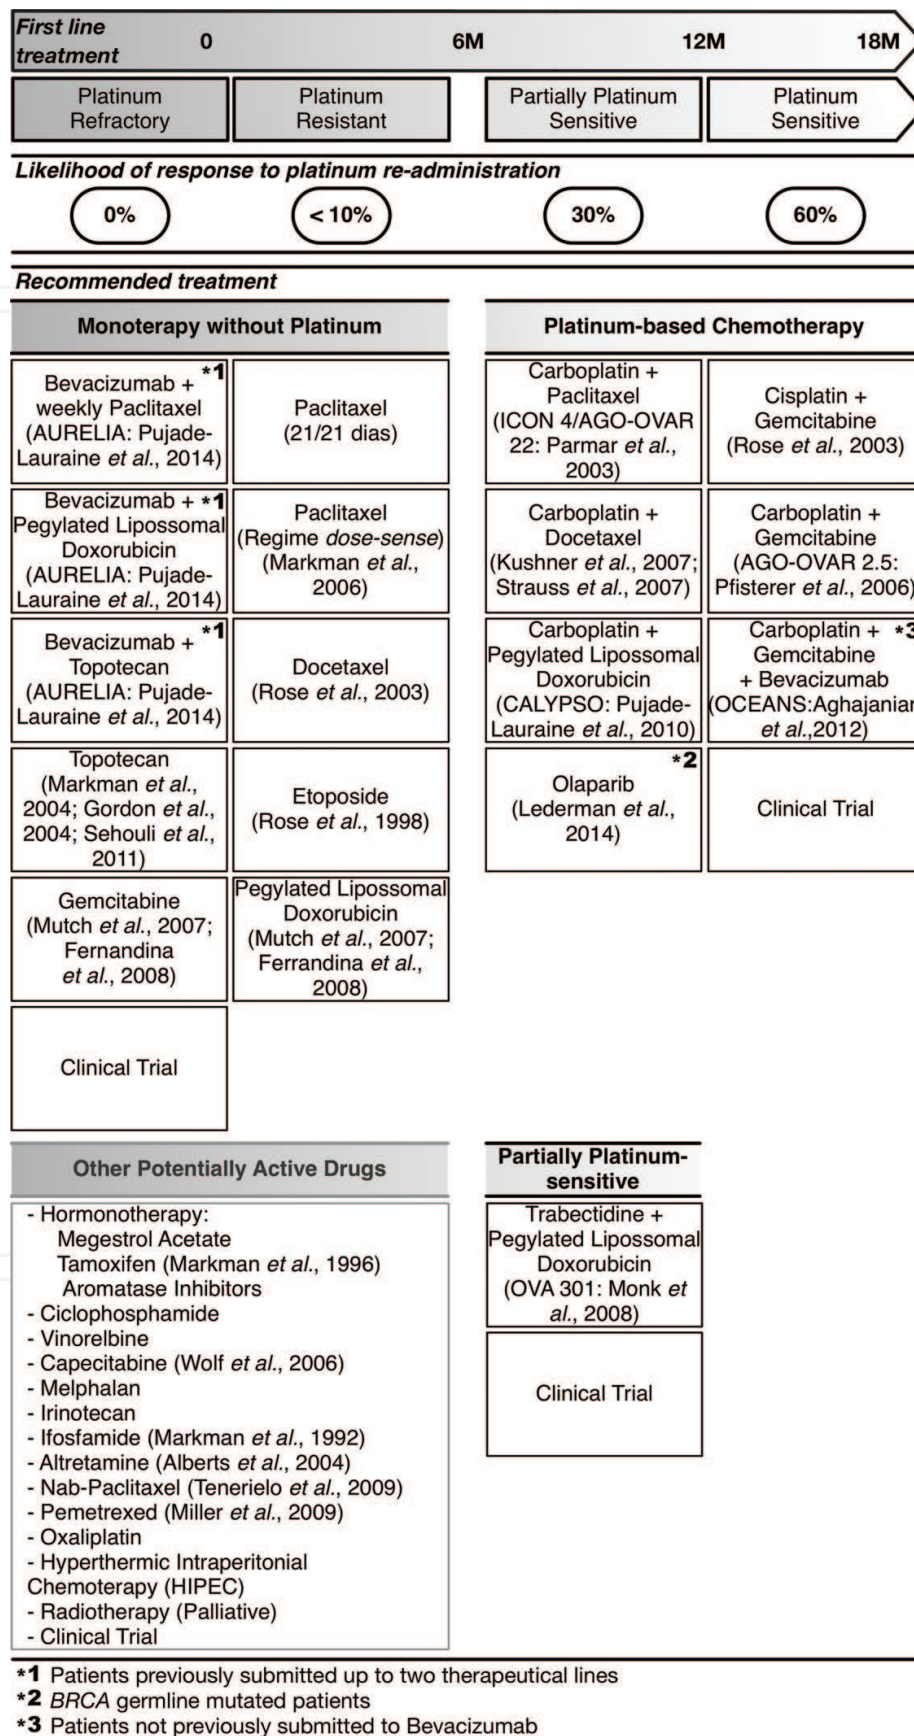 First line
treatment
0
6M
12M
18M
Platinum
Refractory
Platinum
Resistant
Partially Platinum
Sensitive
Platinum
Sensitive
Likelihood of response to platinum re-administration
0%
< 10%
30%
60%
Recommended treatment
Monoterapy without Platinum
Bevacizumab + *1
weekly Paclitaxel
(AURELIA: Pujade-
Lauraine et al., 2014)
Paclitaxel
(21/21 dias)
Bevacizumab + *1
Pegylated Lipossomal
Doxorubicin
(AURELIA: Pujade-
Lauraine et al., 2014)
Paclitaxel
(Regime dose-sense)
(Markman et al.,
2006)
Bevacizumab + *1
Topotecan
(AURELIA: Pujade-
Lauraine et al., 2014)
Docetaxel
(Rose et al., 2003)
Topotecan
(Markman et al.,
2004; Gordon et al.,
2004; Sehouli et al.,
2011)
Etoposide
(Rose et al., 1998)
Gemcitabine
(Mutch et al., 2007;
Fernandina
et al., 2008)
Pegylated Lipossomal
Doxorubicin
(Mutch et al., 2007;
Ferrandina et al.,
2008)
Clinical Trial
Platinum-based Chemotherapy
Carboplatin +
Paclitaxel
(ICON 4/AGO-OVAR
22: Parmar et al.,
2003)
Cisplatin +
Gemcitabine
(Rose et al., 2003)
Carboplatin +
Docetaxel
(Kushner et al., 2007;
Strauss et al., 2007)
Carboplatin +
Gemcitabine
(AGO-OVAR 2.5:
Pfisterer et al., 2006)
Carboplatin +
Pegylated Lipossomal
Doxorubicin
(CALYPSO: Pujade-
Lauraine et al., 2010)
Carboplatin + *3
Gemcitabine
+ Bevacizumab
(OCEANS:Aghajanian
et al.,2012)
*2
Olaparib
(Lederman et al.,
2014)
Clinical Trial
Other Potentially Active Drugs
- Hormonotherapy:
Megestrol Acetate
Tamoxifen (Markman et al., 1996)
Aromatase Inhibitors
- Ciclophosphamide
- Vinorelbine
- Capecitabine (Wolf et al., 2006)
- Melphalan
- Irinotecan
- Ifosfamide (Markman et al., 1992)
- Altretamine (Alberts et al., 2004)
- Nab-Paclitaxel (Tenerielo et al., 2009)
- Pemetrexed (Miller et al., 2009)
- Oxaliplatin
- Hyperthermic Intraperitonial
Chemoterapy (HIPEC)
- Radiotherapy (Palliative)
- Clinical Trial
Partially Platinum-
sensitive
Trabectidine +
Pegylated Lipossomal
Doxorubicin
(OVA 301: Monk et
al., 2008)
Clinical Trial
*1 Patients previously submitted up to two therapeutical lines
*2 BRCA germline mutated patients
*3 Patients not previously submitted to Bevacizumab